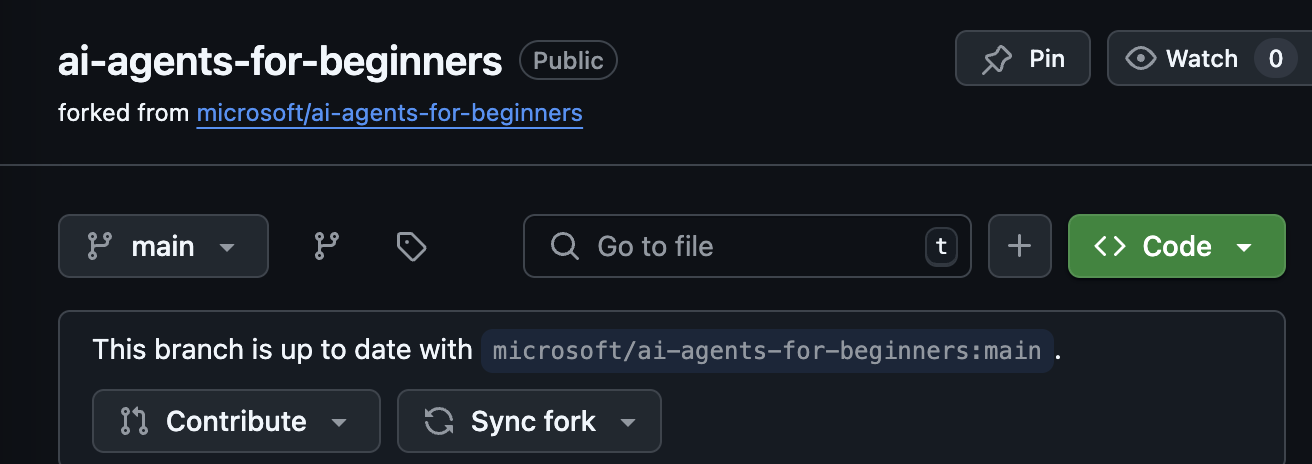 ai-agents-for-beginners Public Pin Watch 0
forked from microsoft/ai-agents-for-beginners
main Go to file t Code
This branch is up to date with microsoft/ai-agents-for-beginners:main.
Contribute Sync fork